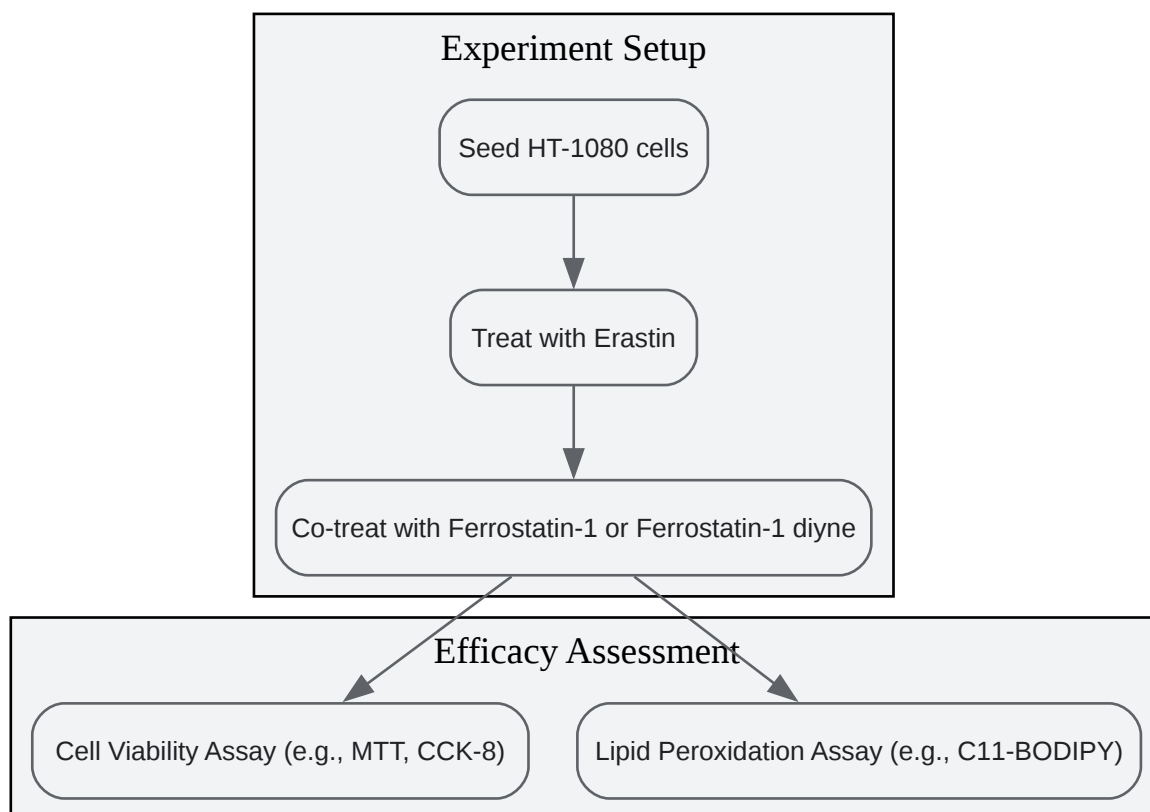 Experiment Setup
Seed HT-1080 cells
Treat with Erastin
Co-treat with Ferrostatin-1 or Ferrostatin-1 diyne
Efficacy Assessment
Cell Viability Assay (e.g., MTT, CCK-8)
Lipid Peroxidation Assay (e.g., C11-BODIPY)